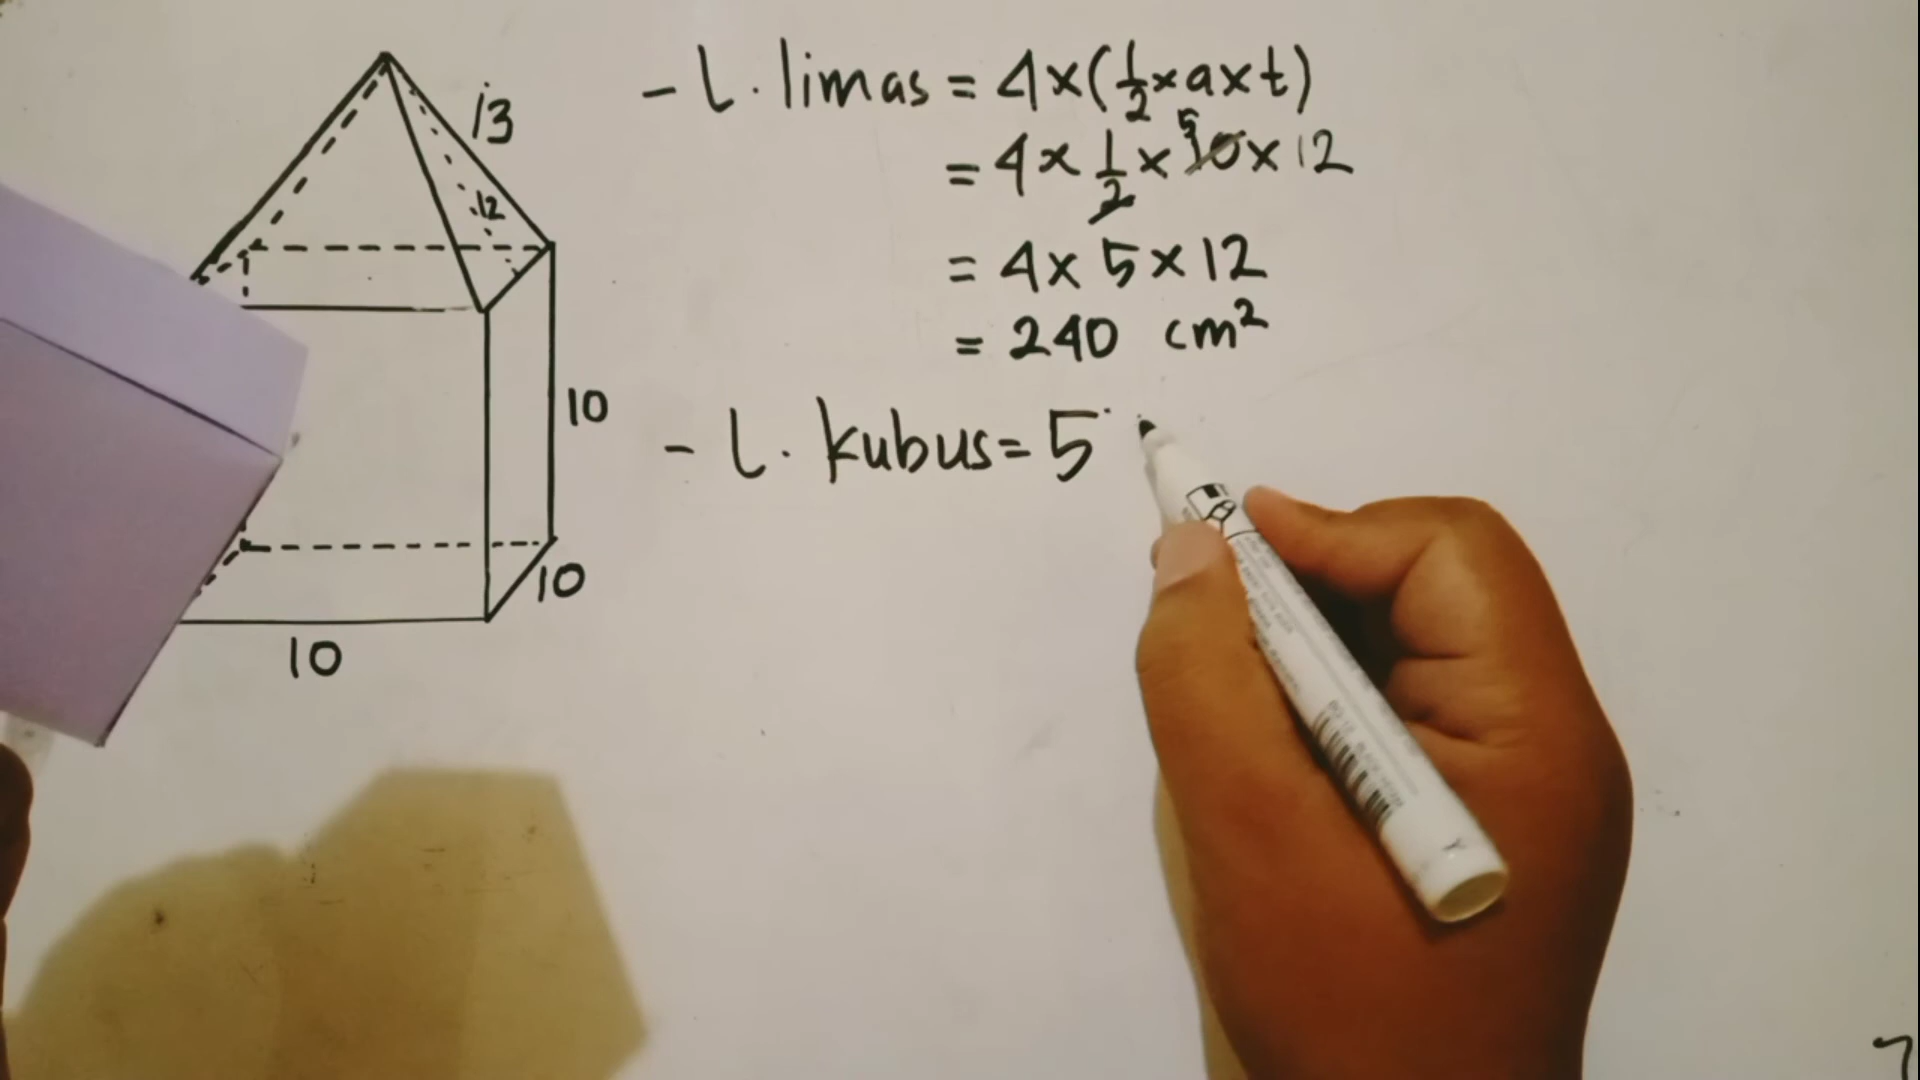 13
12
10
10
10
- L. limas = 4 x (1/2 x a x t)
= 4 x 1/2 x 10 x 12
5
= 4 x 5 x 12
= 240 cm²
- L. kubus = 5